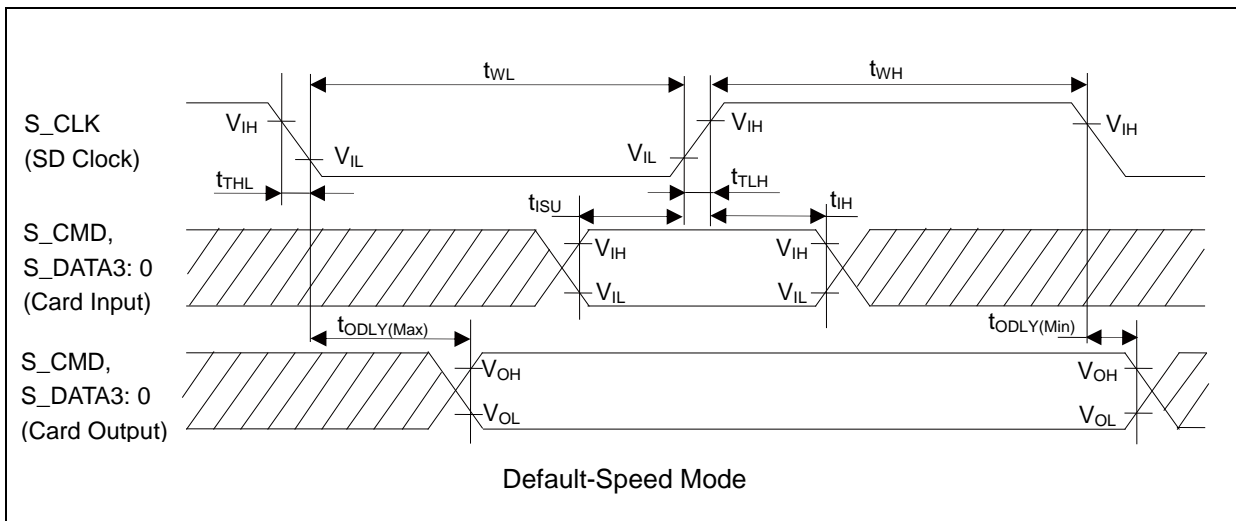 tWL
tWH
S_CLK
(SD Clock)
VIH
VIL
VIL
VIH
VIH
tTHL
tTLH
tISU
tIH
S_CMD,
S_DATA3: 0
(Card Input)
VIH
VIL
VIH
VIL
tODLY(Max)
tODLY(Min)
S_CMD,
S_DATA3: 0
(Card Output)
VOH
VOL
VOH
VOL
Default-Speed Mode